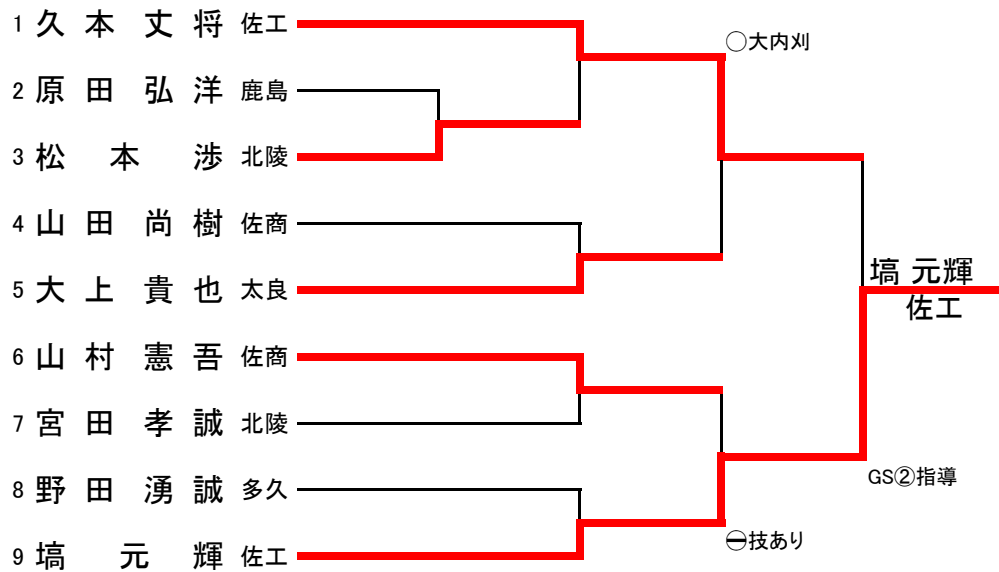 1 久本丈将 佐工
○大内刈
2 原田弘洋 鹿島
3 松本渉 北陵
4 山田尚樹 佐商
5 大上貴也 太良
塙 元輝
佐工
6 山村憲吾 佐商
7 宮田孝誠 北陵
GS②指導
8 野田湧誠 多久
⊖技あり
9 塙元輝 佐工